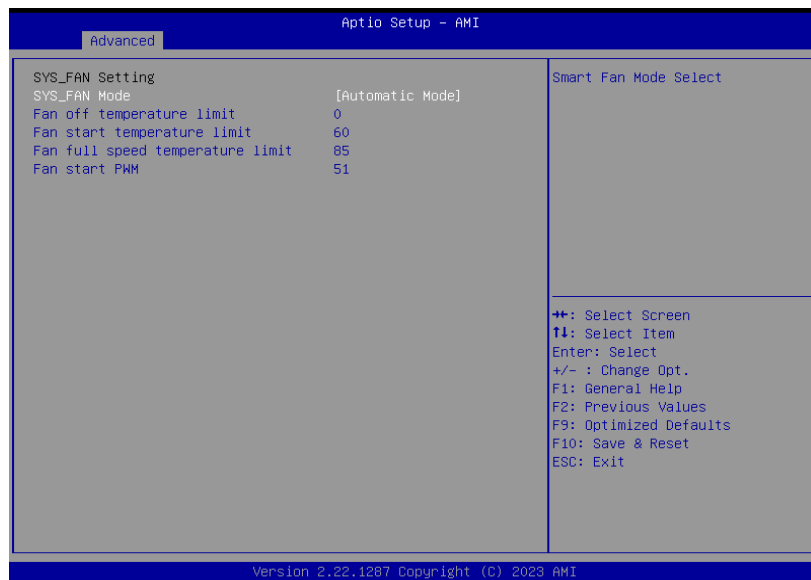 Aptio Setup - AMI
Advanced
SYS_FAN Setting
SYS_FAN Mode [Automatic Mode]
Fan off temperature limit 0
Fan start temperature limit 60
Fan full speed temperature limit 85
Fan start PWM 51
Smart Fan Mode Select
→←: Select Screen
↑↓: Select Item
Enter: Select
+/- : Change Opt.
F1: General Help
F2: Previous Values
F9: Optimized Defaults
F10: Save & Reset
ESC: Exit
Version 2.22.1287 Copyright (C) 2023 AMI